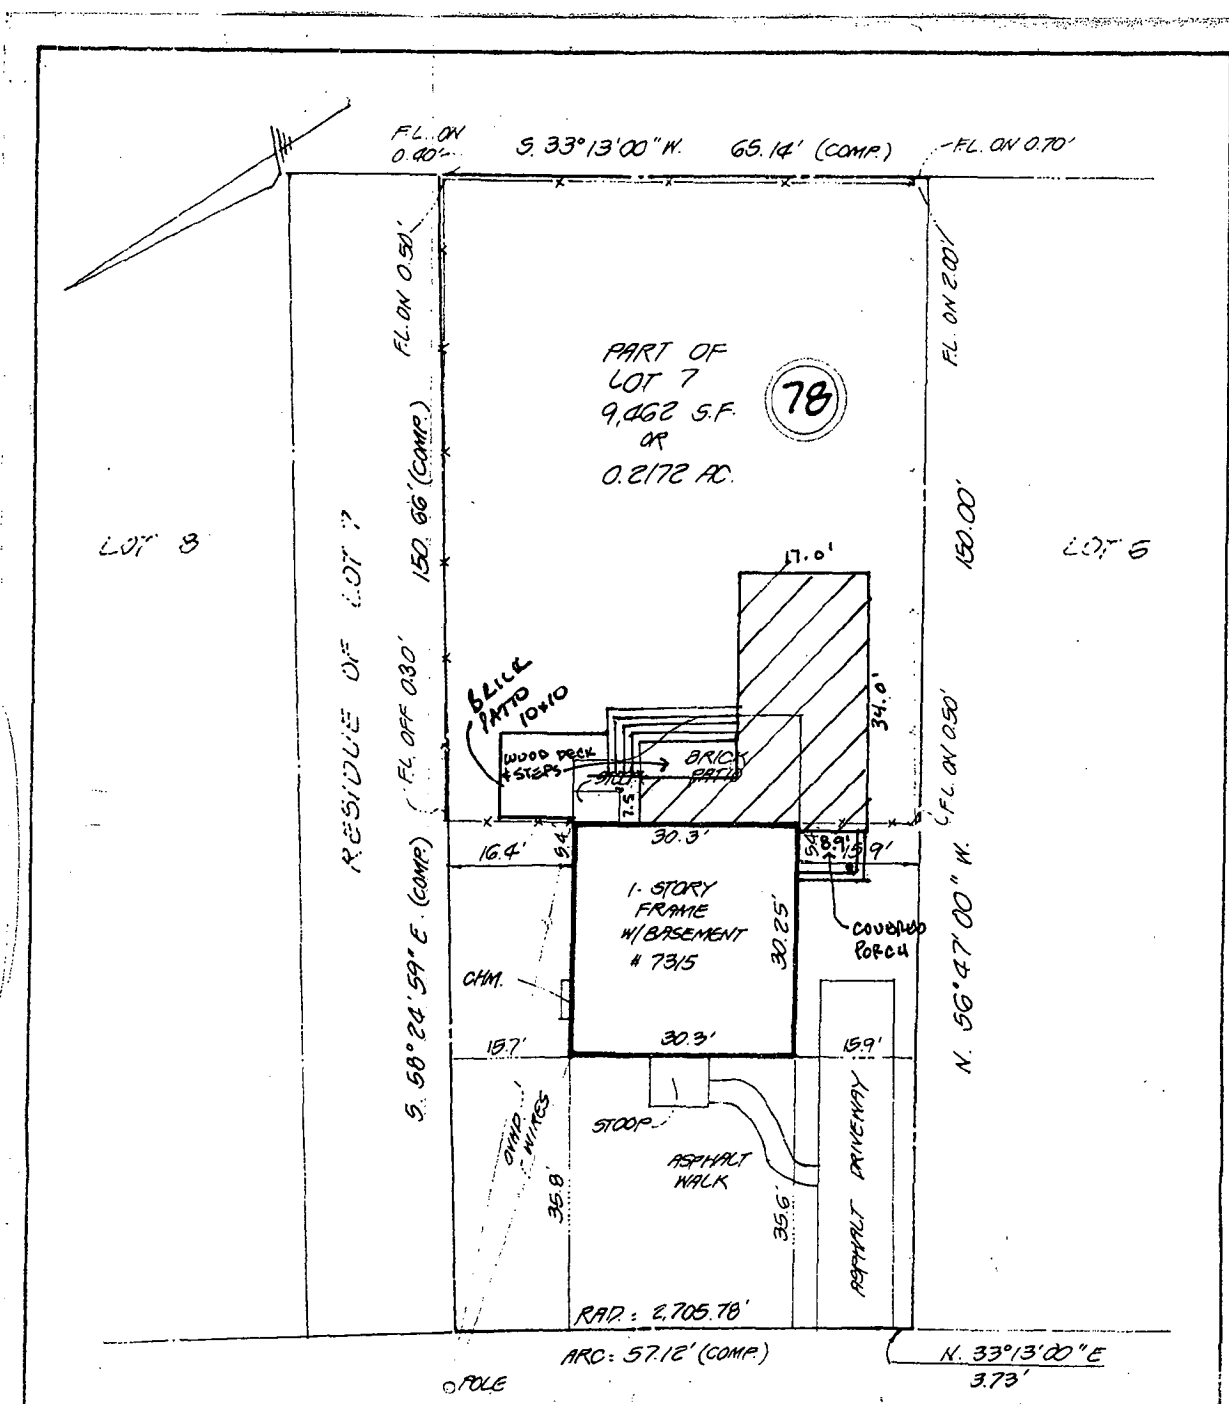 F.L. ON
0.40'
S. 33°13'00" W. 65.14' (COMP.)
F.L. ON 0.70'
F.L. ON 0.50'
F.L. ON 2.00'
PART OF
LOT 7
9,462 S.F.
OR
0.2172 AC.
78
150.66' (COMP.)
150.00'
LOT 8
RESIDUE OF LOT 7
LOT 6
17.0'
34.0'
BRICK
PATIO
10x10
F.L. OFF 0.30'
F.L. ON 0.50'
WOOD DECK
& STEPS
STOOP
BRICK
PATIO
7.5'
30.3'
16.4'
5.4'
5.4'
8.9'
15.9'
1-STORY
FRAME
W/BASEMENT
# 7315
30.25'
COVERED
PORCH
CHM.
S. 58°24'59" E. (COMP.)
N. 56°47'00" W.
15.7'
30.3'
15.9'
STOOP
OVHD.
WIRES
ASPHALT
WALK
ASPHALT DRIVEWAY
35.8'
35.6'
RAD.: 2,705.78'
ARC: 57.12' (COMP.)
N. 33°13'00" E
3.73'
POLE